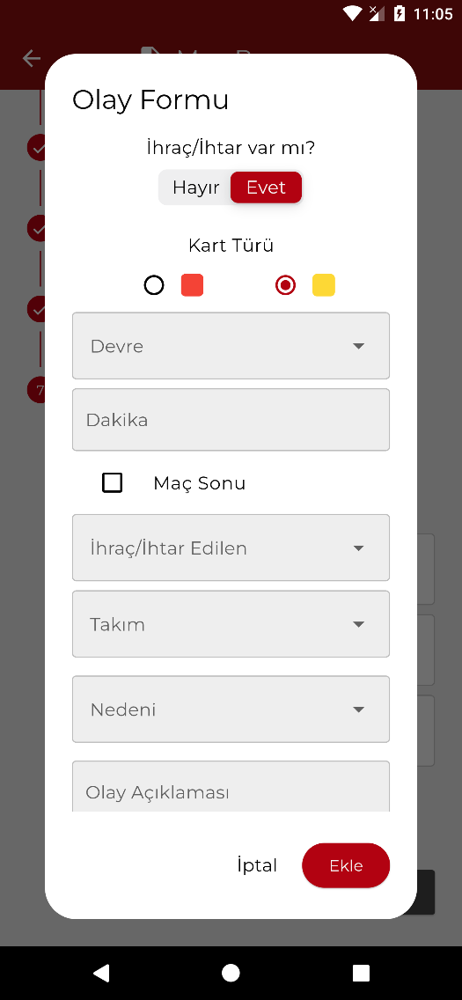 11:05
Olay Formu
İhraç/İhtar var mı?
Hayır Evet
Kart Türü
Devre
Dakika
Maç Sonu
İhraç/İhtar Edilen
Takım
Nedeni
Olay Açıklaması
İptal Ekle
7